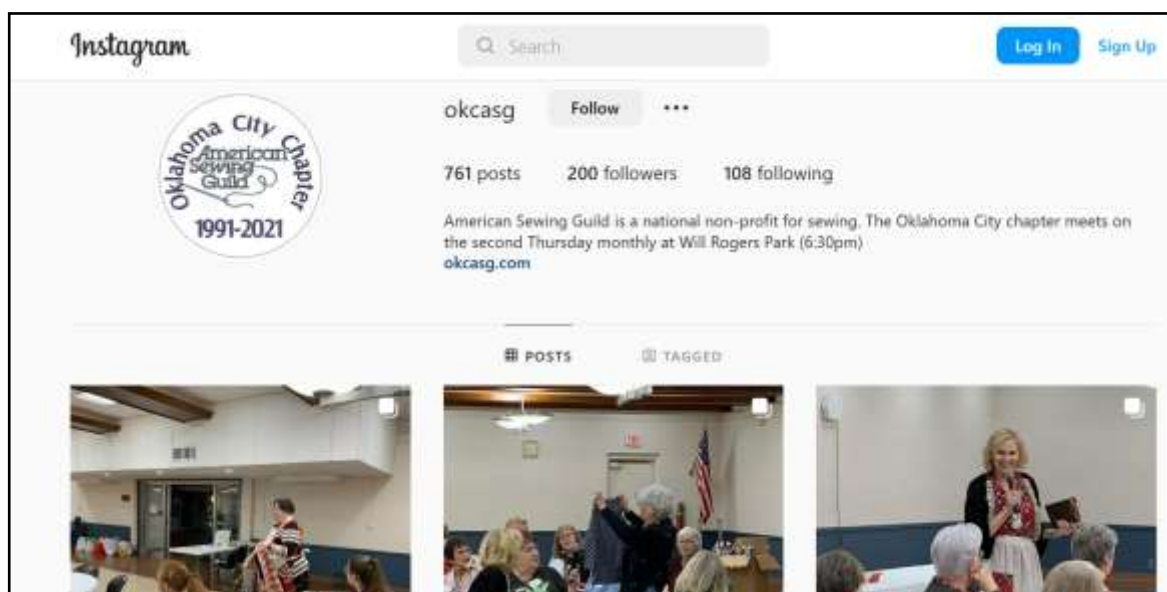 Instagram
Search
Log In
Sign Up
Oklahoma City Chapter
American
Sewing
Guild
1991-2021
okcasg
Follow
761 posts
200 followers
108 following
American Sewing Guild is a national non-profit for sewing. The Oklahoma City chapter meets on
the second Thursday monthly at Will Rogers Park (6:30pm)
okcasg.com
POSTS
TAGGED